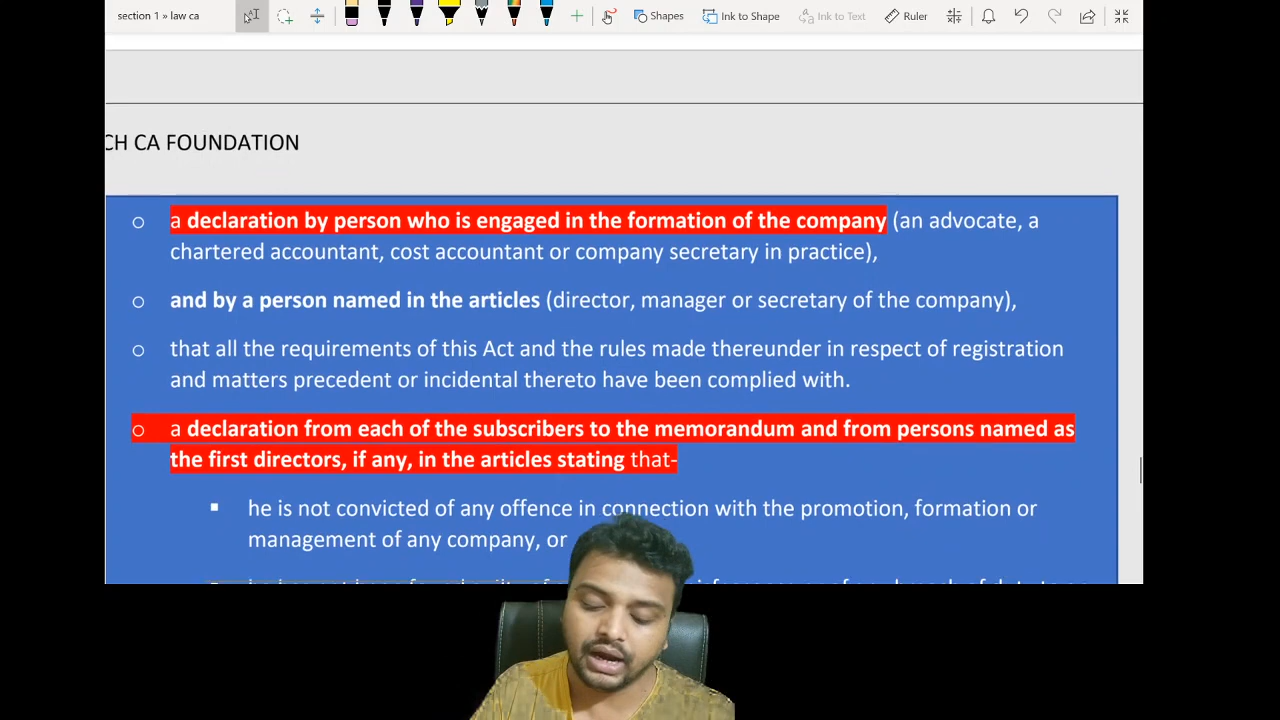 section 1 » law ca
Shapes
Ink to Shape
Ink to Text
Ruler
CH CA FOUNDATION
o a declaration by person who is engaged in the formation of the company (an advocate, a
chartered accountant, cost accountant or company secretary in practice),
o and by a person named in the articles (director, manager or secretary of the company),
o that all the requirements of this Act and the rules made thereunder in respect of registration
and matters precedent or incidental thereto have been complied with.
o a declaration from each of the subscribers to the memorandum and from persons named as
the first directors, if any, in the articles stating that-
▪ he is not convicted of any offence in connection with the promotion, formation or
management of any company, or